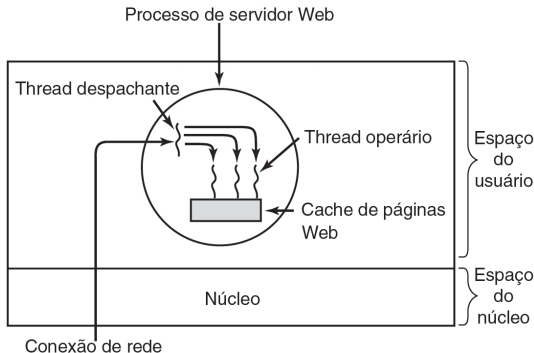 Processo de servidor Web
Thread despachante
Thread operário
Espaço
do
usuário
Cache de páginas
Web
Núcleo
Espaço
do
núcleo
Conexão de rede